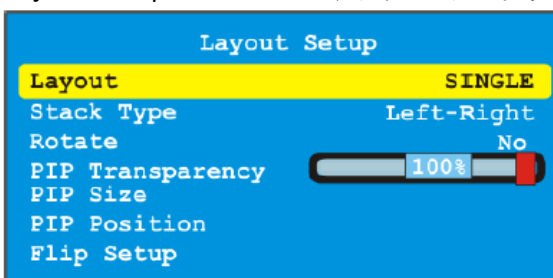 Layout Setup
Layout SINGLE
Stack Type Left-Right
Rotate No
PIP Transparency 100%
PIP Size
PIP Position
Flip Setup